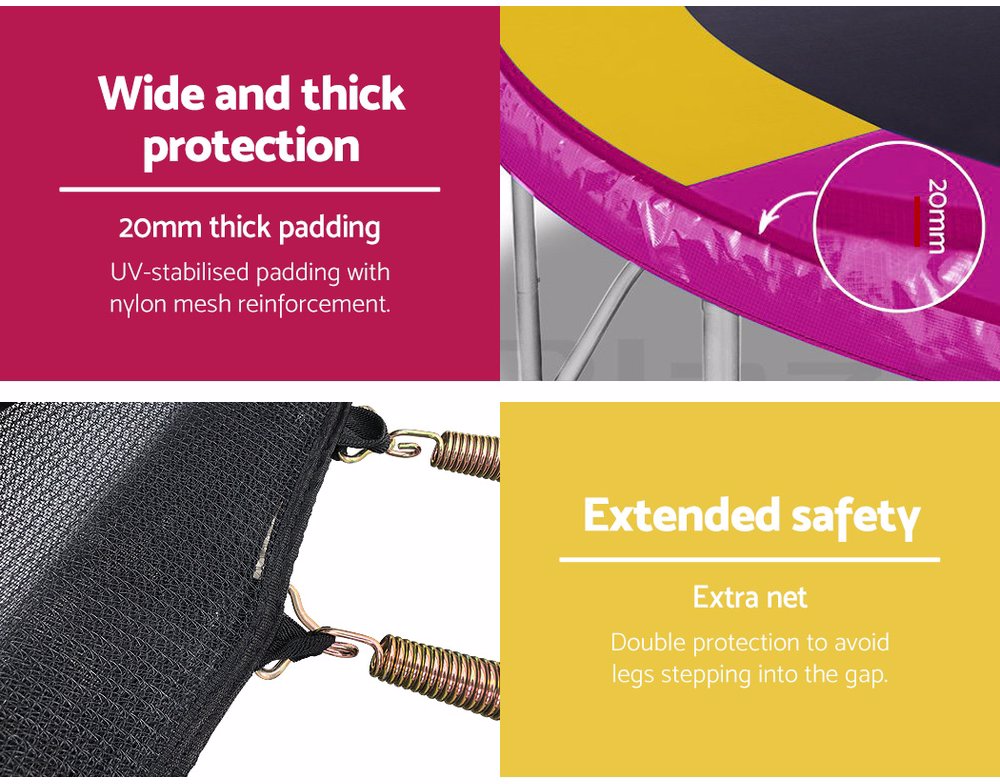 Wide and thick
protection
20mm thick padding
UV-stabilised padding with
nylon mesh reinforcement.
20mm
Extended safety
Extra net
Double protection to avoid
legs stepping into the gap.